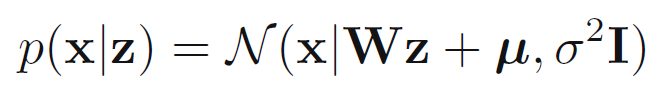 p(x|z) = 𝒩(x|Wz + μ, σ²I)